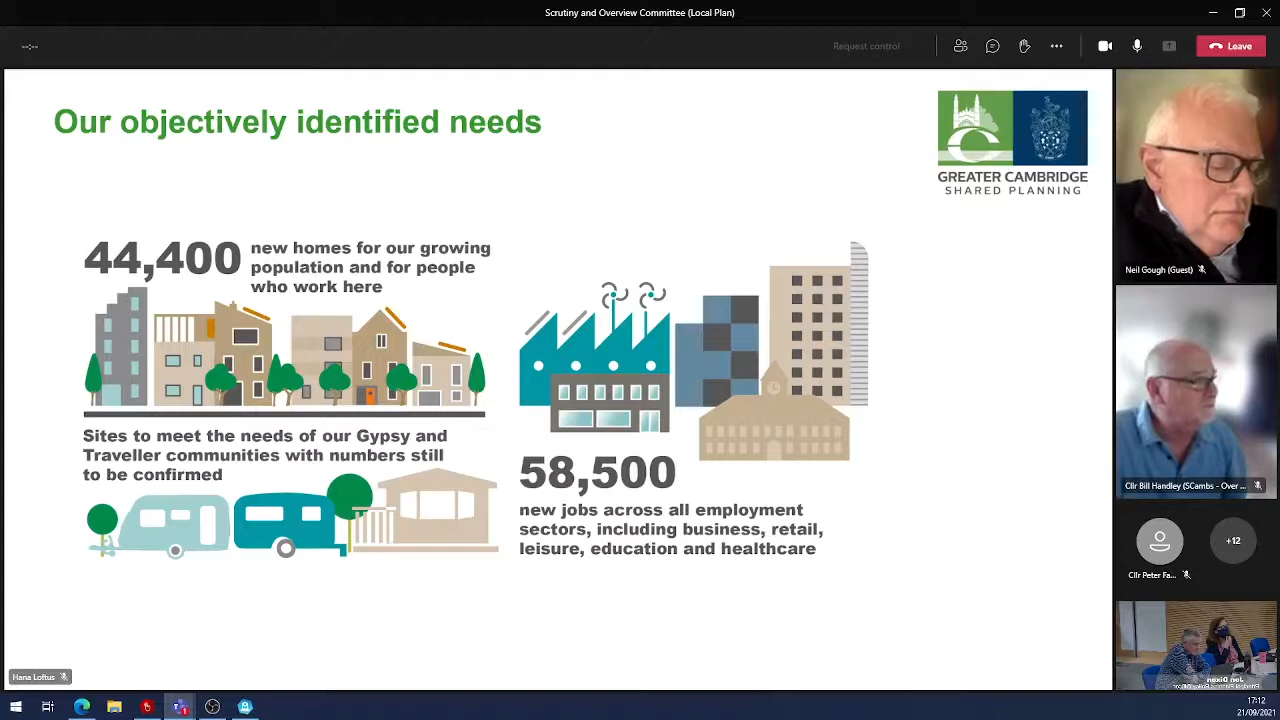 Scrutiny and Overview Committee (Local Plan)
--:--
Request control
Leave
Our objectively identified needs
GREATER CAMBRIDGE
SHARED PLANNING
44,400
new homes for our growing
population and for people
who work here
Sites to meet the needs of our Gypsy and
Traveller communities with numbers still
to be confirmed
58,500
new jobs across all employment
sectors, including business, retail,
leisure, education and healthcare
Neil Gough (Guest)
Cllr Bill Handley (SCambs - Over ...
Cllr Peter Fa...
+12
Hana Loftus
17:12
21/09/2021